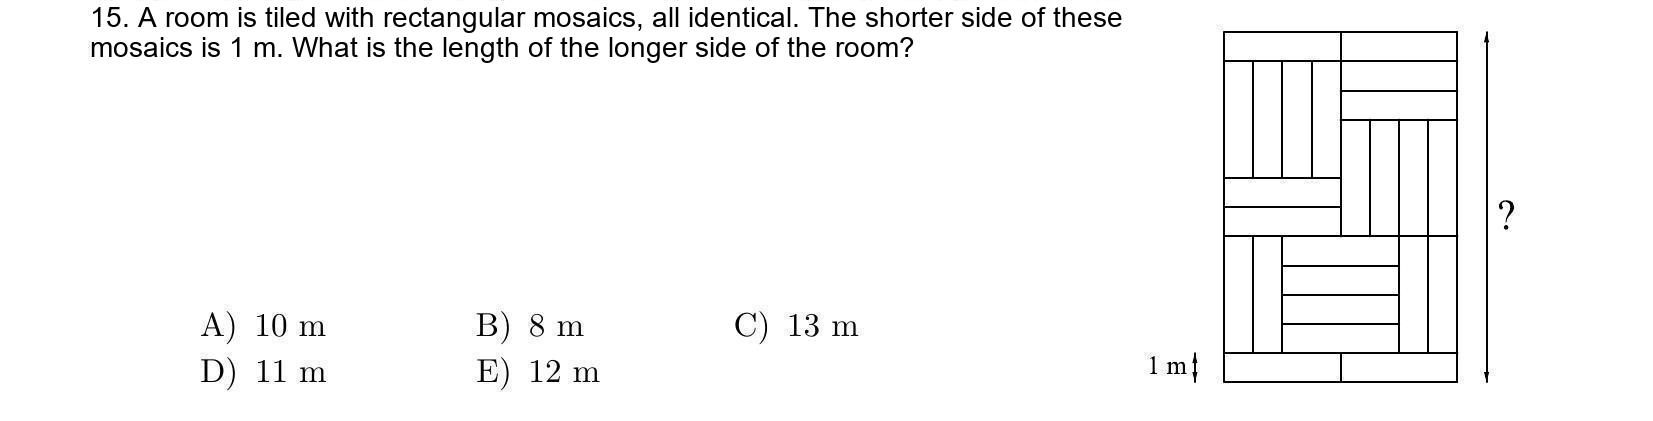 15. A room is tiled with rectangular mosaics, all identical. The shorter side of these
mosaics is 1 m. What is the length of the longer side of the room?
?
A) 10 m B) 8 m C) 13 m
1 m
D) 11 m E) 12 m